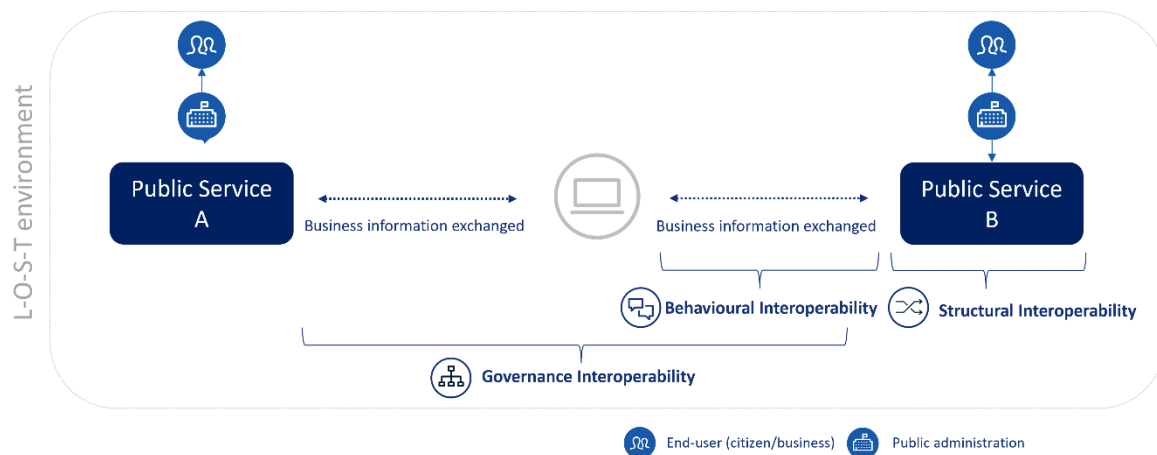 L-O-S-T environment
Public Service
A
Business information exchanged
Business information exchanged
Public Service
B
Behavioural Interoperability
Structural Interoperability
Governance Interoperability
End-user (citizen/business)
Public administration